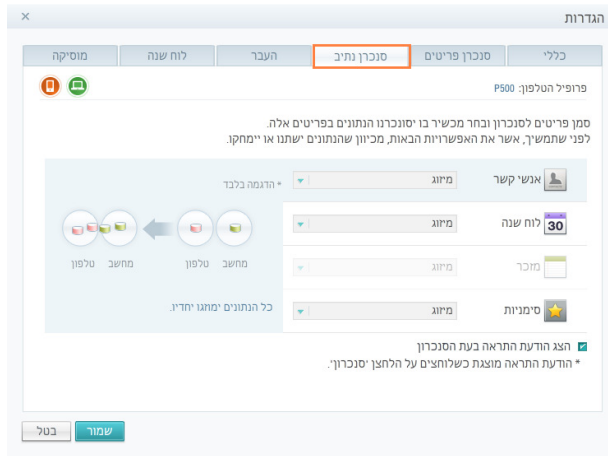 הגדרות
כללי
סנכרן פריטים
סנכרן נתיב
העבר
לוח שנה
מוסיקה
פרופיל הטלפון: P500
סמן פריטים לסנכרון ובחר מכשיר בו יסונכרנו הנתונים בפריטים אלה.
לפני שתמשיך, אשר את האפשרויות הבאות, מכיוון שהנתונים ישתנו או יימחקו.
אנשי קשר מיזוג
לוח שנה מיזוג
30
מזכר מיזוג
סימניות מיזוג
* הדגמה בלבד
מחשב טלפון מחשב טלפון
כל הנתונים ימוזגו יחדיו.
הצג הודעת התראה בעת הסנכרון
* הודעת התראה מוצגת כשלוחצים על הלחצן 'סנכרון'.
שמור
בטל